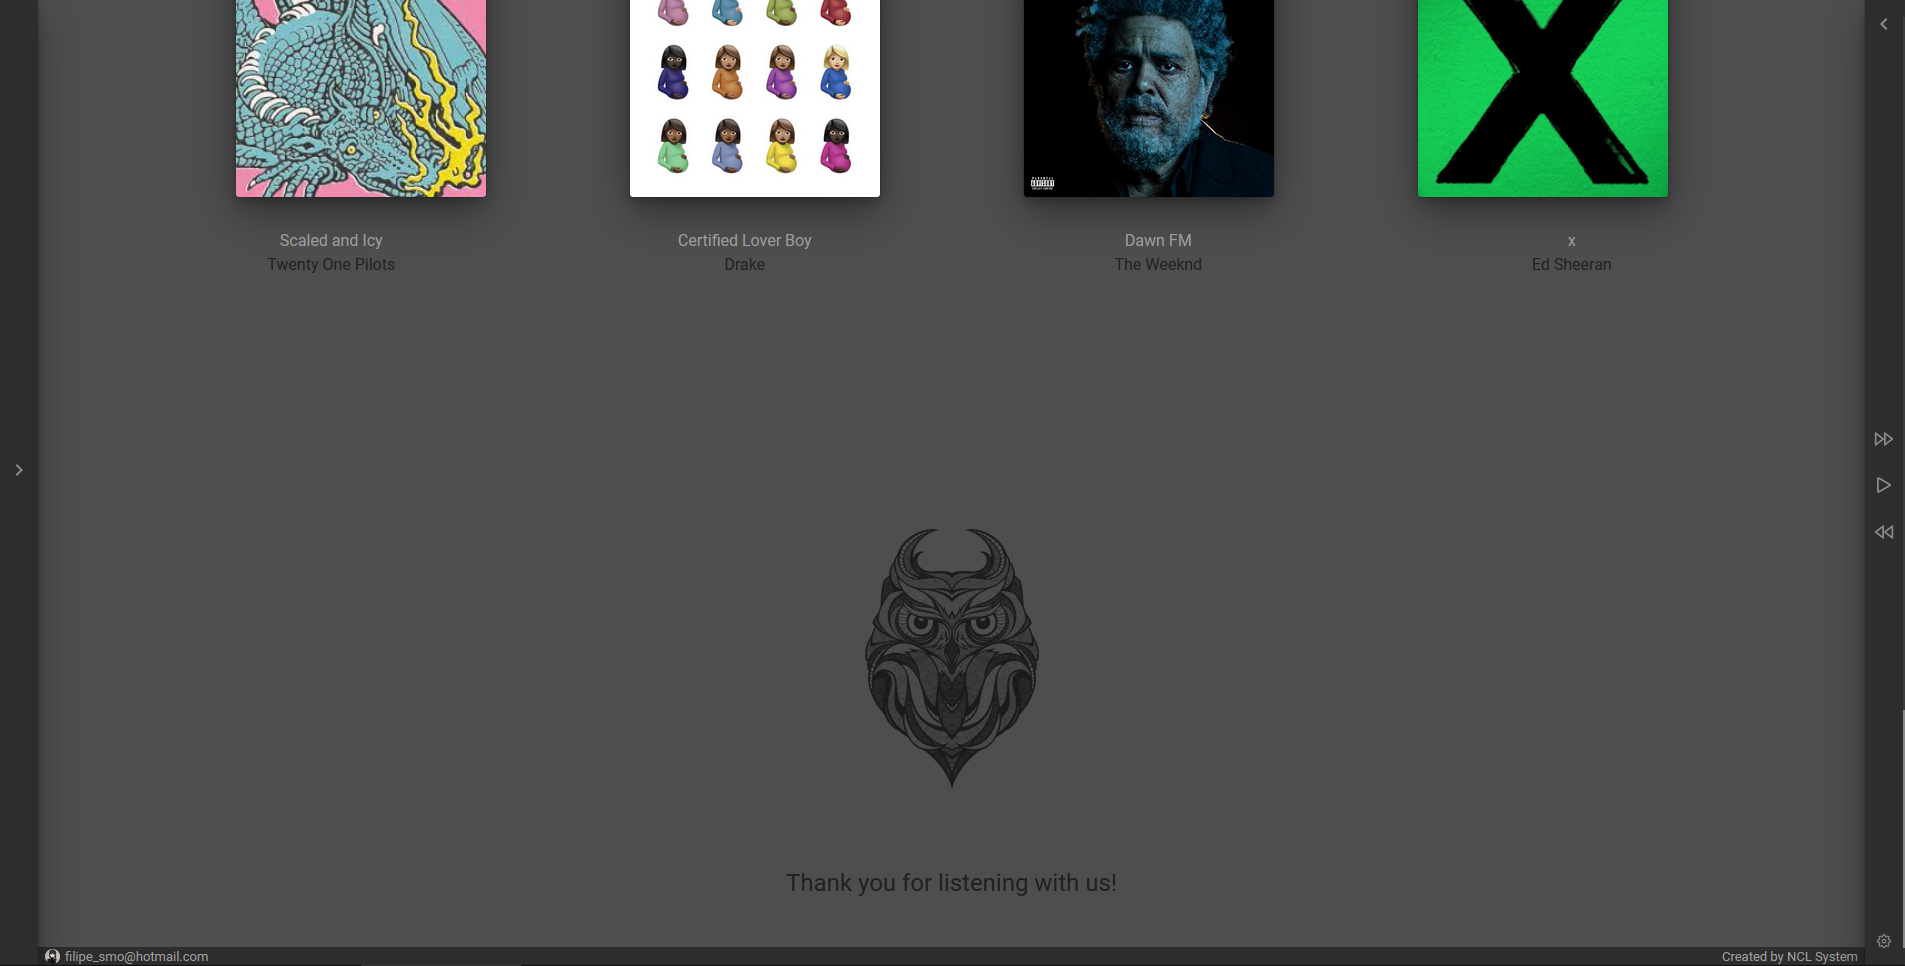 Scaled and Icy
Twenty One Pilots
Certified Lover Boy
Drake
Dawn FM
The Weeknd
x
Ed Sheeran
Thank you for listening with us!
filipe_smo@hotmail.com
Created by NCL System